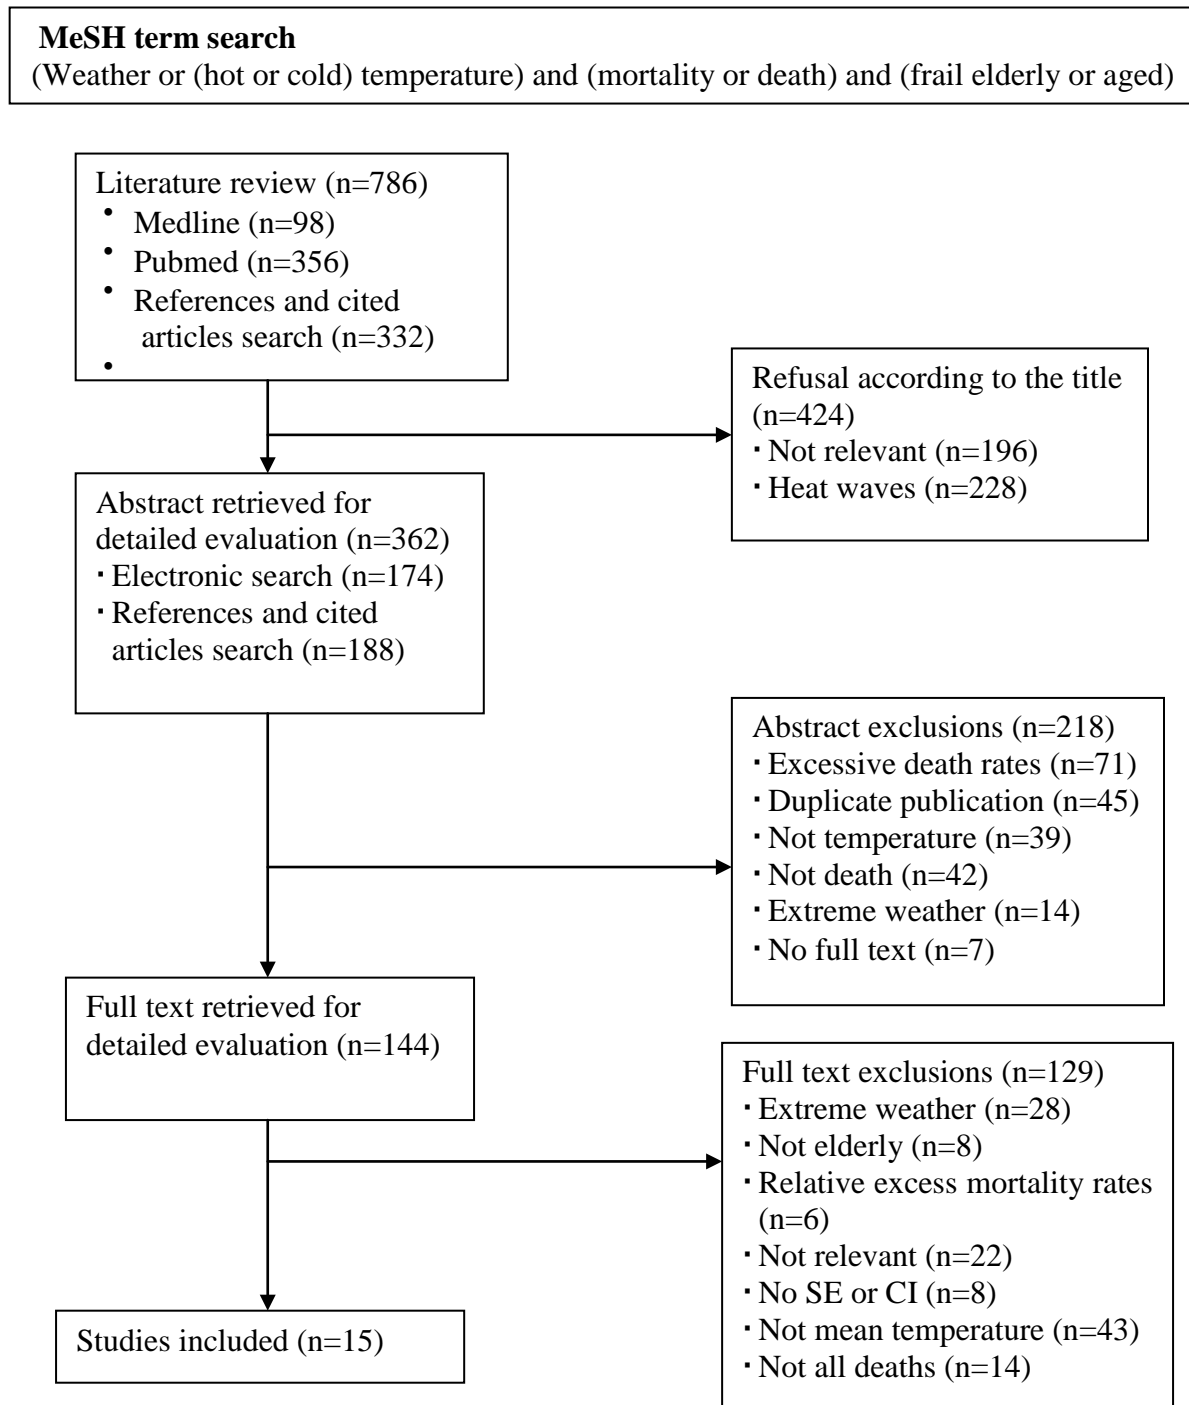 MeSH term search
(Weather or (hot or cold) temperature) and (mortality or death) and (frail elderly or aged)
Literature review (n=786)
• Medline (n=98)
• Pubmed (n=356)
• References and cited
articles search (n=332)
•
Refusal according to the title
(n=424)
· Not relevant (n=196)
· Heat waves (n=228)
Abstract retrieved for
detailed evaluation (n=362)
· Electronic search (n=174)
· References and cited
articles search (n=188)
Abstract exclusions (n=218)
· Excessive death rates (n=71)
· Duplicate publication (n=45)
· Not temperature (n=39)
· Not death (n=42)
· Extreme weather (n=14)
· No full text (n=7)
Full text retrieved for
detailed evaluation (n=144)
Full text exclusions (n=129)
· Extreme weather (n=28)
· Not elderly (n=8)
· Relative excess mortality rates
(n=6)
· Not relevant (n=22)
· No SE or CI (n=8)
· Not mean temperature (n=43)
· Not all deaths (n=14)
Studies included (n=15)